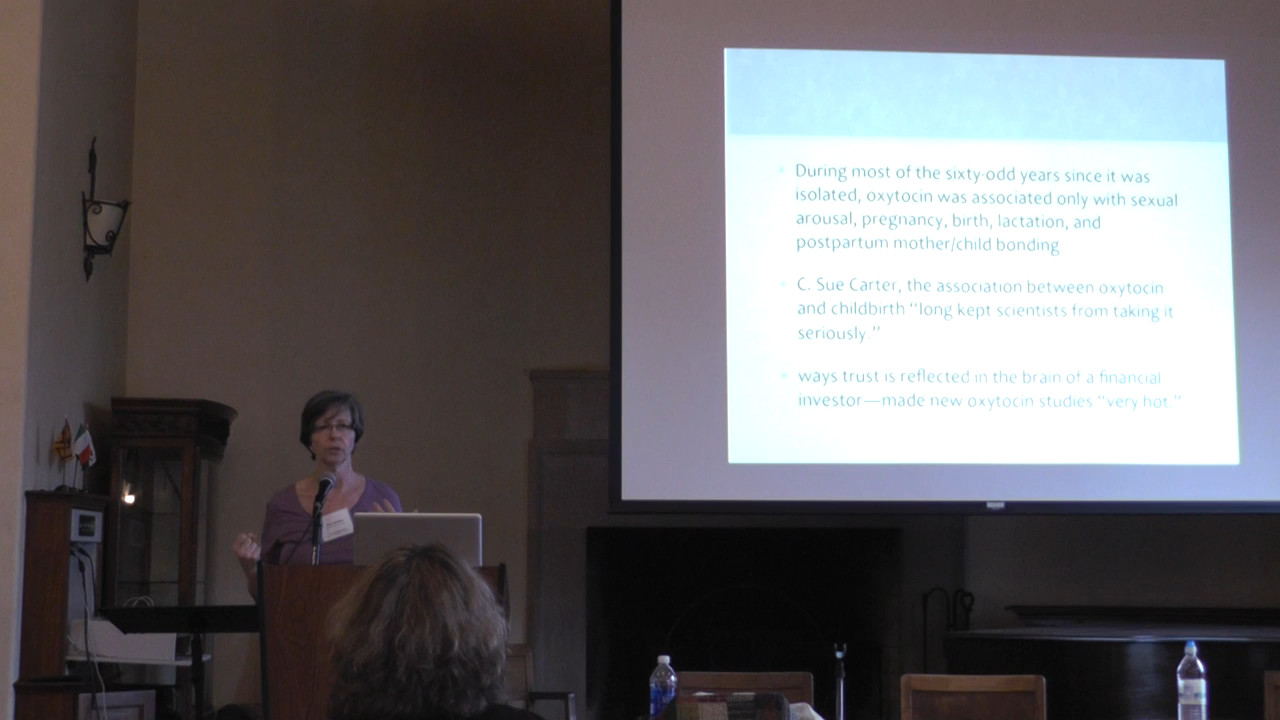 During most of the sixty-odd years since it was
isolated, oxytocin was associated only with sexual
arousal, pregnancy, birth, lactation, and
postpartum mother/child bonding
C. Sue Carter, the association between oxytocin
and childbirth “long kept scientists from taking it
seriously.”
ways trust is reflected in the brain of a financial
investor—made new oxytocin studies “very hot.”